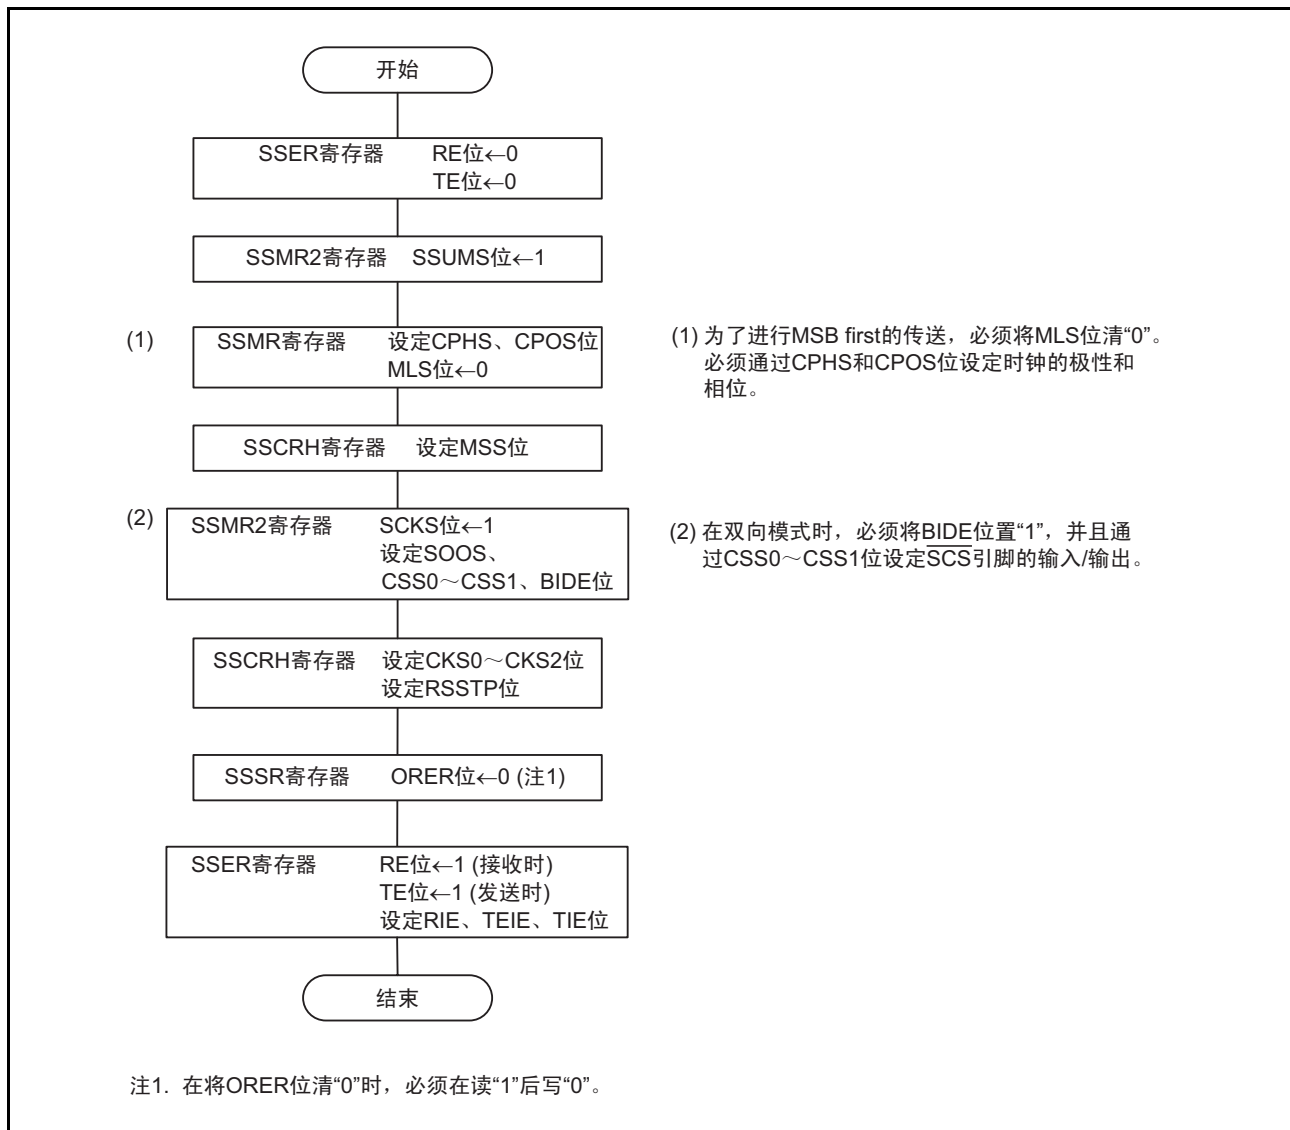 开始
SSER寄存器 RE位←0
TE位←0
SSMR2寄存器 SSUMS位←1
(1)
SSMR寄存器 设定CPHS、CPOS位
MLS位←0
(1) 为了进行MSB first的传送，必须将MLS位清“0”。
必须通过CPHS和CPOS位设定时钟的极性和
相位。
SSCRH寄存器 设定MSS位
(2)
SSMR2寄存器 SCKS位←1
设定SOOS、
CSS0～CSS1、BIDE位
(2) 在双向模式时，必须将BIDE位置“1”，并且通
过CSS0～CSS1位设定SCS引脚的输入/输出。
SSCRH寄存器 设定CKS0～CKS2位
设定RSSTP位
SSSR寄存器 ORER位←0 (注1)
SSER寄存器 RE位←1 (接收时)
TE位←1 (发送时)
设定RIE、TEIE、TIE位
结束
注1. 在将ORER位清“0”时，必须在读“1”后写“0”。